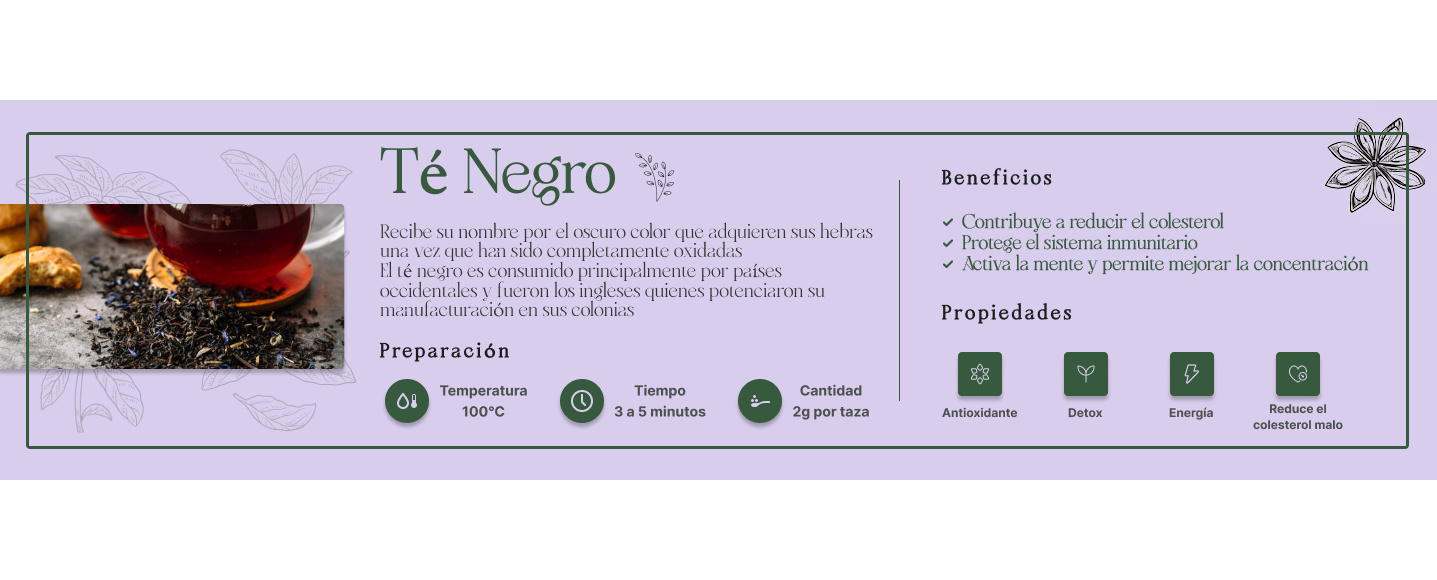 Té Negro
Recibe su nombre por el oscuro color que adquieren sus hebras
una vez que han sido completamente oxidadas
El té negro es consumido principalmente por países
occidentales y fueron los ingleses quienes potenciaron su
manufacturación en sus colonias
Preparación
Temperatura
100°C
Tiempo
3 a 5 minutos
Cantidad
2g por taza
Beneficios
Contribuye a reducir el colesterol
Protege el sistema inmunitario
Activa la mente y permite mejorar la concentración
Propiedades
Antioxidante
Detox
Energía
Reduce el
colesterol malo